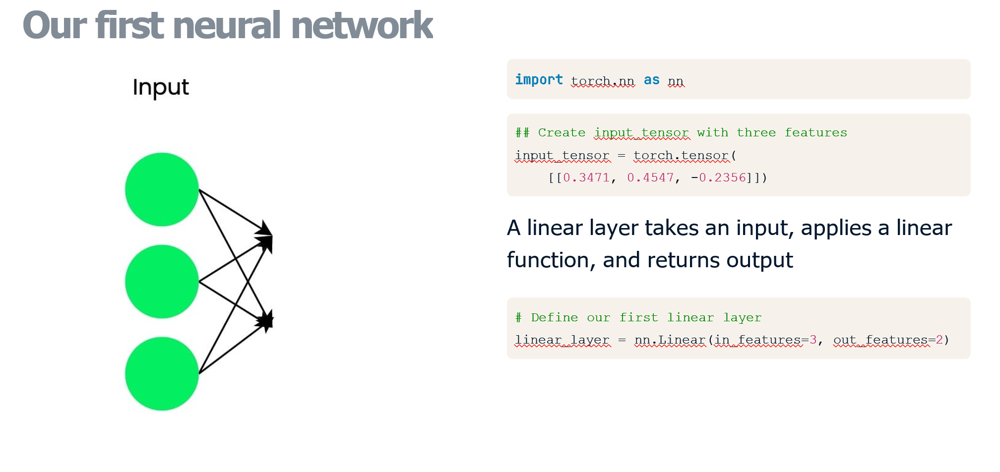 Our first neural network
Input
import torch.nn as nn
## Create input_tensor with three features
input_tensor = torch.tensor(
    [[0.3471, 0.4547, -0.2356]])
A linear layer takes an input, applies a linear
function, and returns output
# Define our first linear layer
linear_layer = nn.Linear(in_features=3, out_features=2)